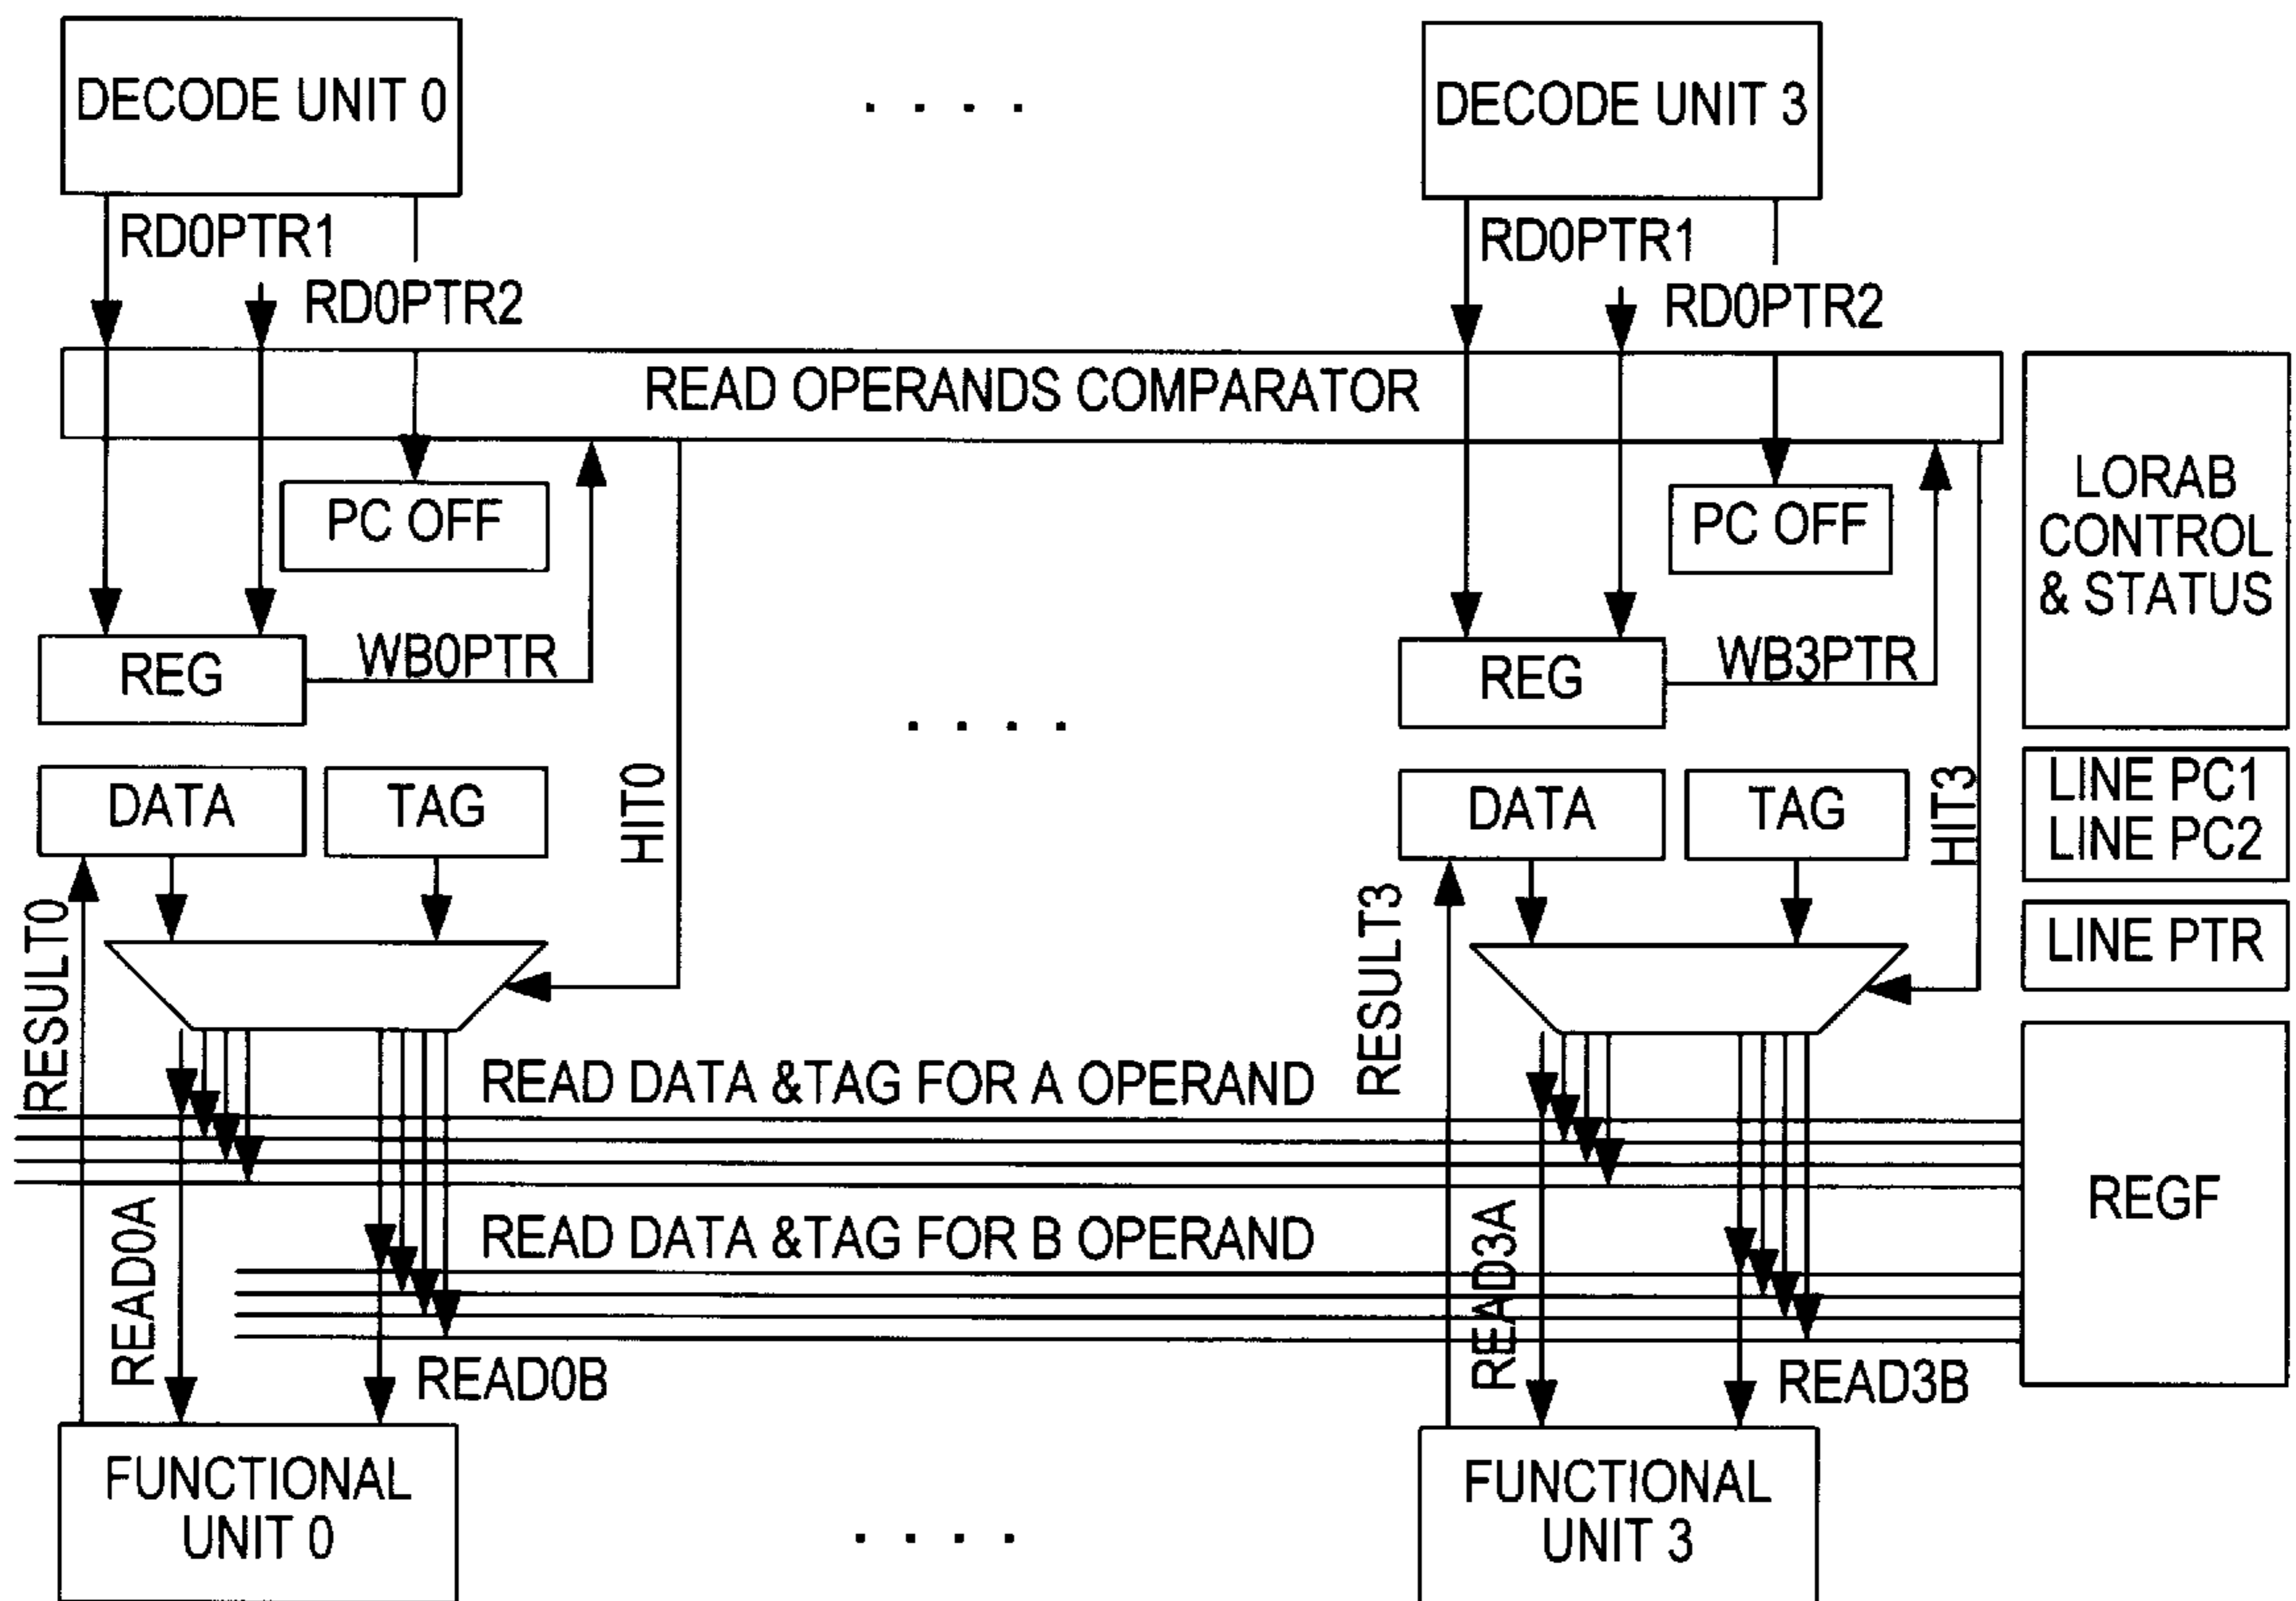 DECODE UNIT 0
. . . .
DECODE UNIT 3
RD0PTR1
RD0PTR2
RD0PTR1
RD0PTR2
READ OPERANDS COMPARATOR
PC OFF
PC OFF
LORAB
CONTROL
& STATUS
REG
WB0PTR
REG
WB3PTR
. . . .
DATA
TAG
HIT0
DATA
TAG
HIT3
LINE PC1
LINE PC2
LINE PTR
RESULT0
RESULT3
READ DATA &TAG FOR A OPERAND
REGF
READ DATA &TAG FOR B OPERAND
READ0A
READ0B
READ3A
READ3B
FUNCTIONAL
UNIT 0
. . . .
FUNCTIONAL
UNIT 3